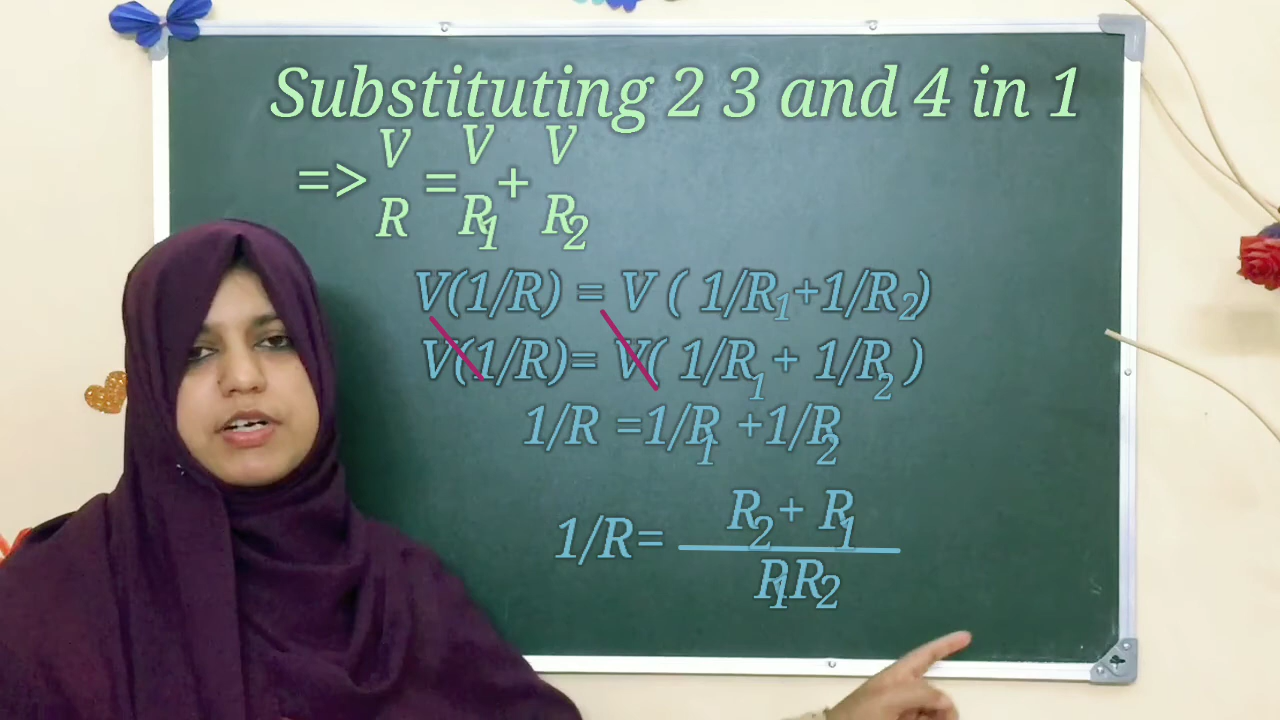 Substituting 2 3 and 4 in 1
=> V/R = V/R₁ + V/R₂
V(1/R) = V ( 1/R₁+1/R₂)
V(1/R)= V( 1/R₁ + 1/R₂ )
1/R =1/R₁ +1/R₂
1/R= R₂+ R₁
R₁R₂